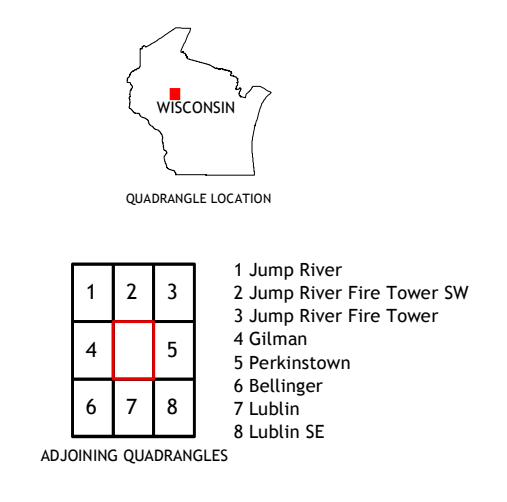 WISCONSIN
QUADRANGLE LOCATION
1 2 3
4 5
6 7 8
1 Jump River
2 Jump River Fire Tower SW
3 Jump River Fire Tower
4 Gilman
5 Perkinstown
6 Bellinger
7 Lublin
8 Lublin SE
ADJOINING QUADRANGLES